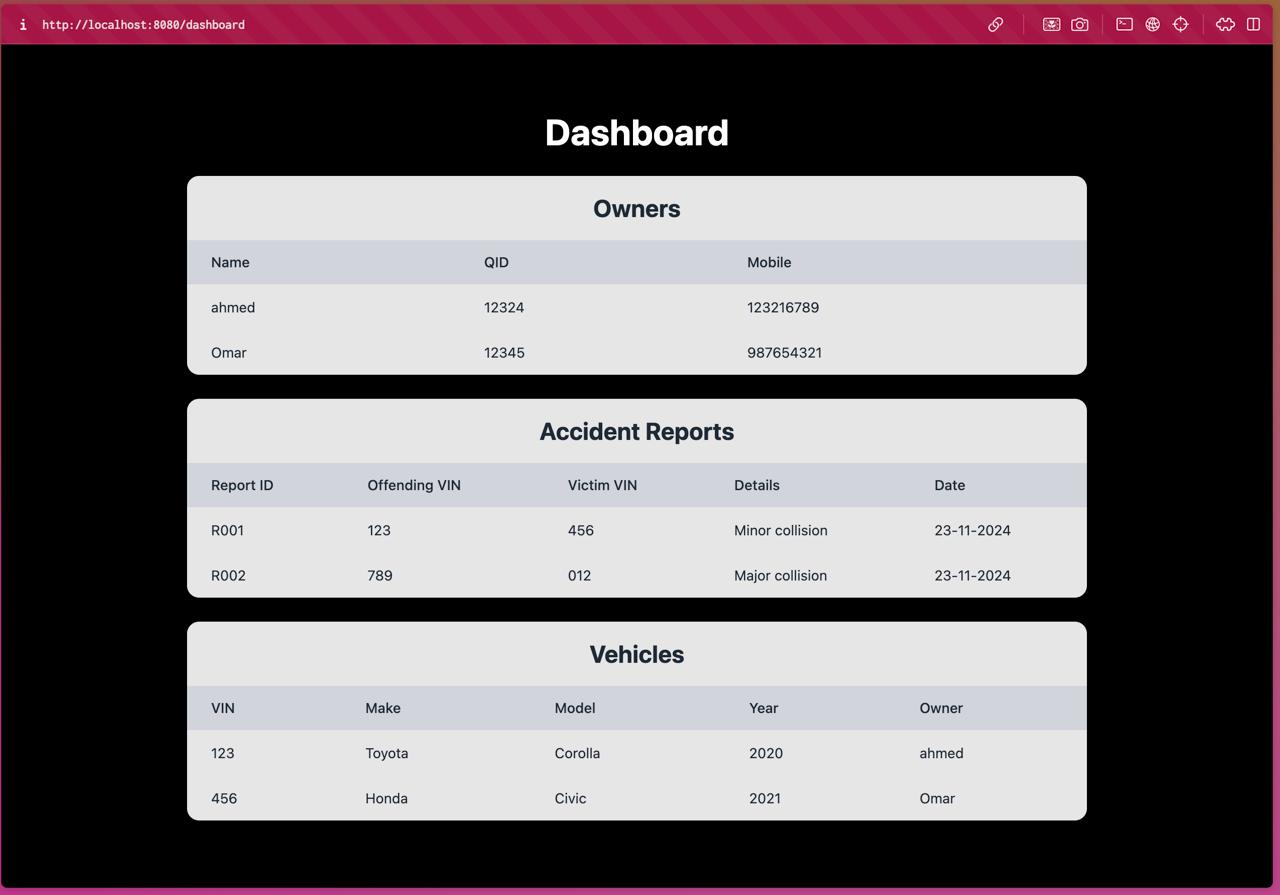 http://localhost:8080/dashboard
Dashboard
Owners
Name QID Mobile
ahmed 12324 123216789
Omar 12345 987654321
Accident Reports
Report ID Offending VIN Victim VIN Details Date
R001 123 456 Minor collision 23-11-2024
R002 789 012 Major collision 23-11-2024
Vehicles
VIN Make Model Year Owner
123 Toyota Corolla 2020 ahmed
456 Honda Civic 2021 Omar